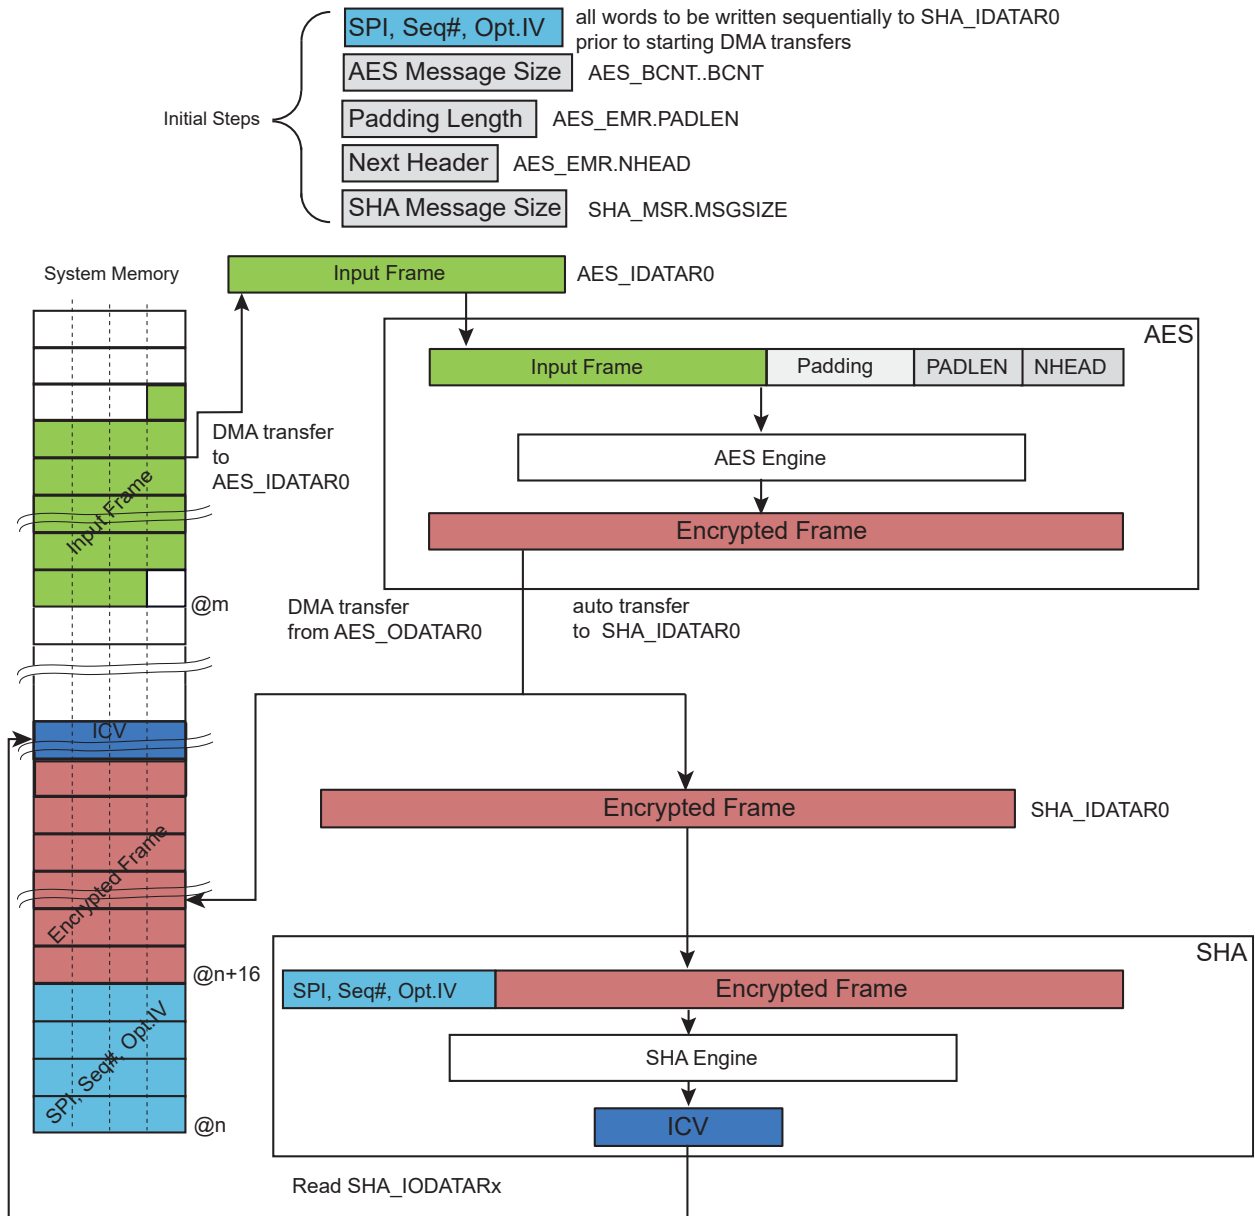 SPI, Seq#, Opt.IV
all words to be written sequentially to SHA_IDATAR0
prior to starting DMA transfers
AES Message Size
AES_BCNT..BCNT
Initial Steps
Padding Length
AES_EMR.PADLEN
Next Header
AES_EMR.NHEAD
SHA Message Size
SHA_MSR.MSGSIZE
System Memory
Input Frame
AES_IDATAR0
AES
Input Frame
Padding
PADLEN
NHEAD
DMA transfer
to
AES_IDATAR0
AES Engine
Input Frame
Encrypted Frame
@m
DMA transfer
from AES_ODATAR0
auto transfer
to SHA_IDATAR0
ICV
Encrypted Frame
SHA_IDATAR0
Encrypted Frame
SHA
@n+16
SPI, Seq#, Opt.IV
Encrypted Frame
SPI, Seq#, Opt.IV
SHA Engine
@n
ICV
Read SHA_IODATARx